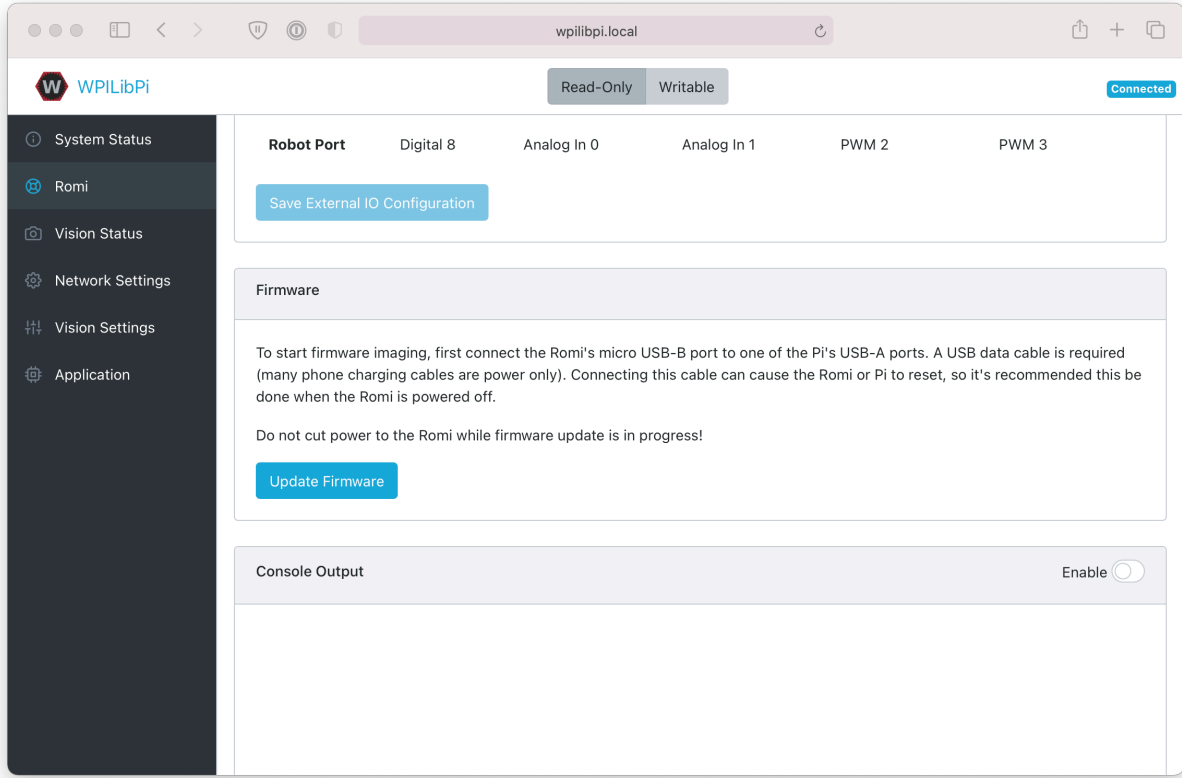 wpilibpi.local
W WPILibPi
Read-Only Writable
Connected
System Status
Romi
Vision Status
Network Settings
Vision Settings
Application
Robot Port Digital 8 Analog In 0 Analog In 1 PWM 2 PWM 3
Save External IO Configuration
Firmware
To start firmware imaging, first connect the Romi's micro USB-B port to one of the Pi's USB-A ports. A USB data cable is required
(many phone charging cables are power only). Connecting this cable can cause the Romi or Pi to reset, so it's recommended this be
done when the Romi is powered off.
Do not cut power to the Romi while firmware update is in progress!
Update Firmware
Console Output Enable